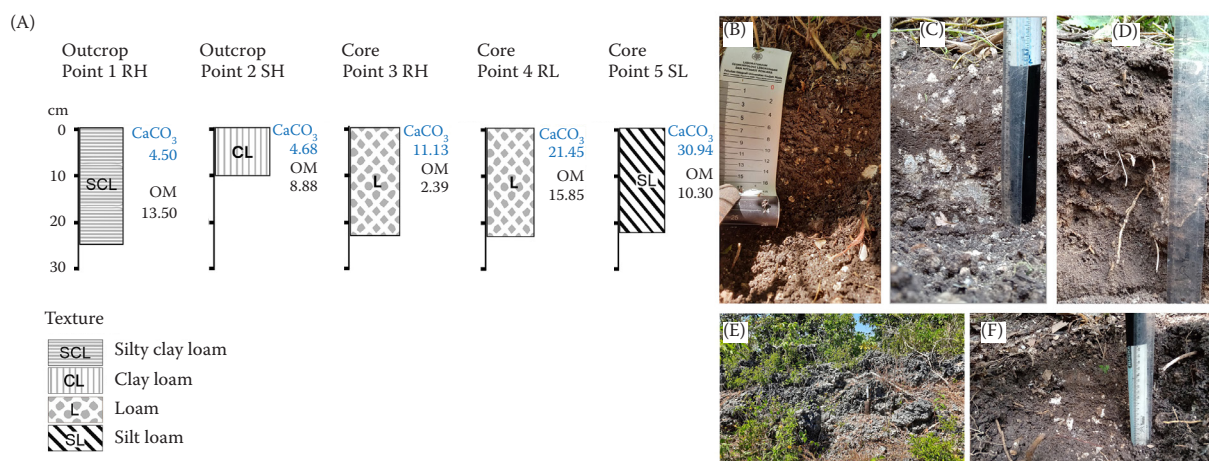 (A)
Outcrop
Point 1 RH
Outcrop
Point 2 SH
Core
Point 3 RH
Core
Point 4 RL
Core
Point 5 SL
cm
0
10
20
30
SCL
CaCO3
4.50
OM
13.50
CL
CaCO3
4.68
OM
8.88
L
CaCO3
11.13
OM
2.39
L
CaCO3
21.45
OM
15.85
SL
CaCO3
30.94
OM
10.30
Texture
SCL Silty clay loam
CL Clay loam
L Loam
SL Silt loam
(B)
(C)
(D)
(E)
(F)